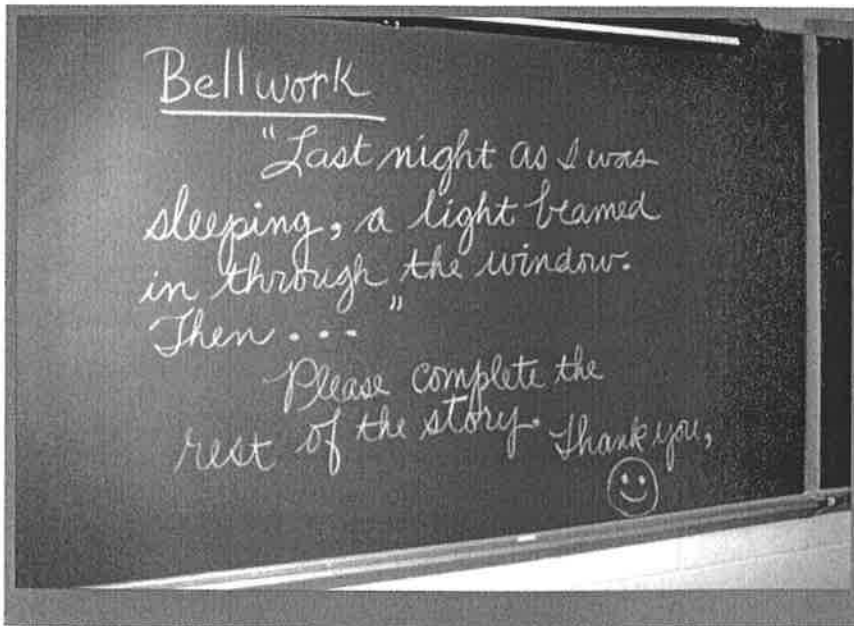 Bellwork
"Last night as I was
sleeping, a light beamed
in through the window.
Then . . . "
Please complete the
rest of the story. Thank you,